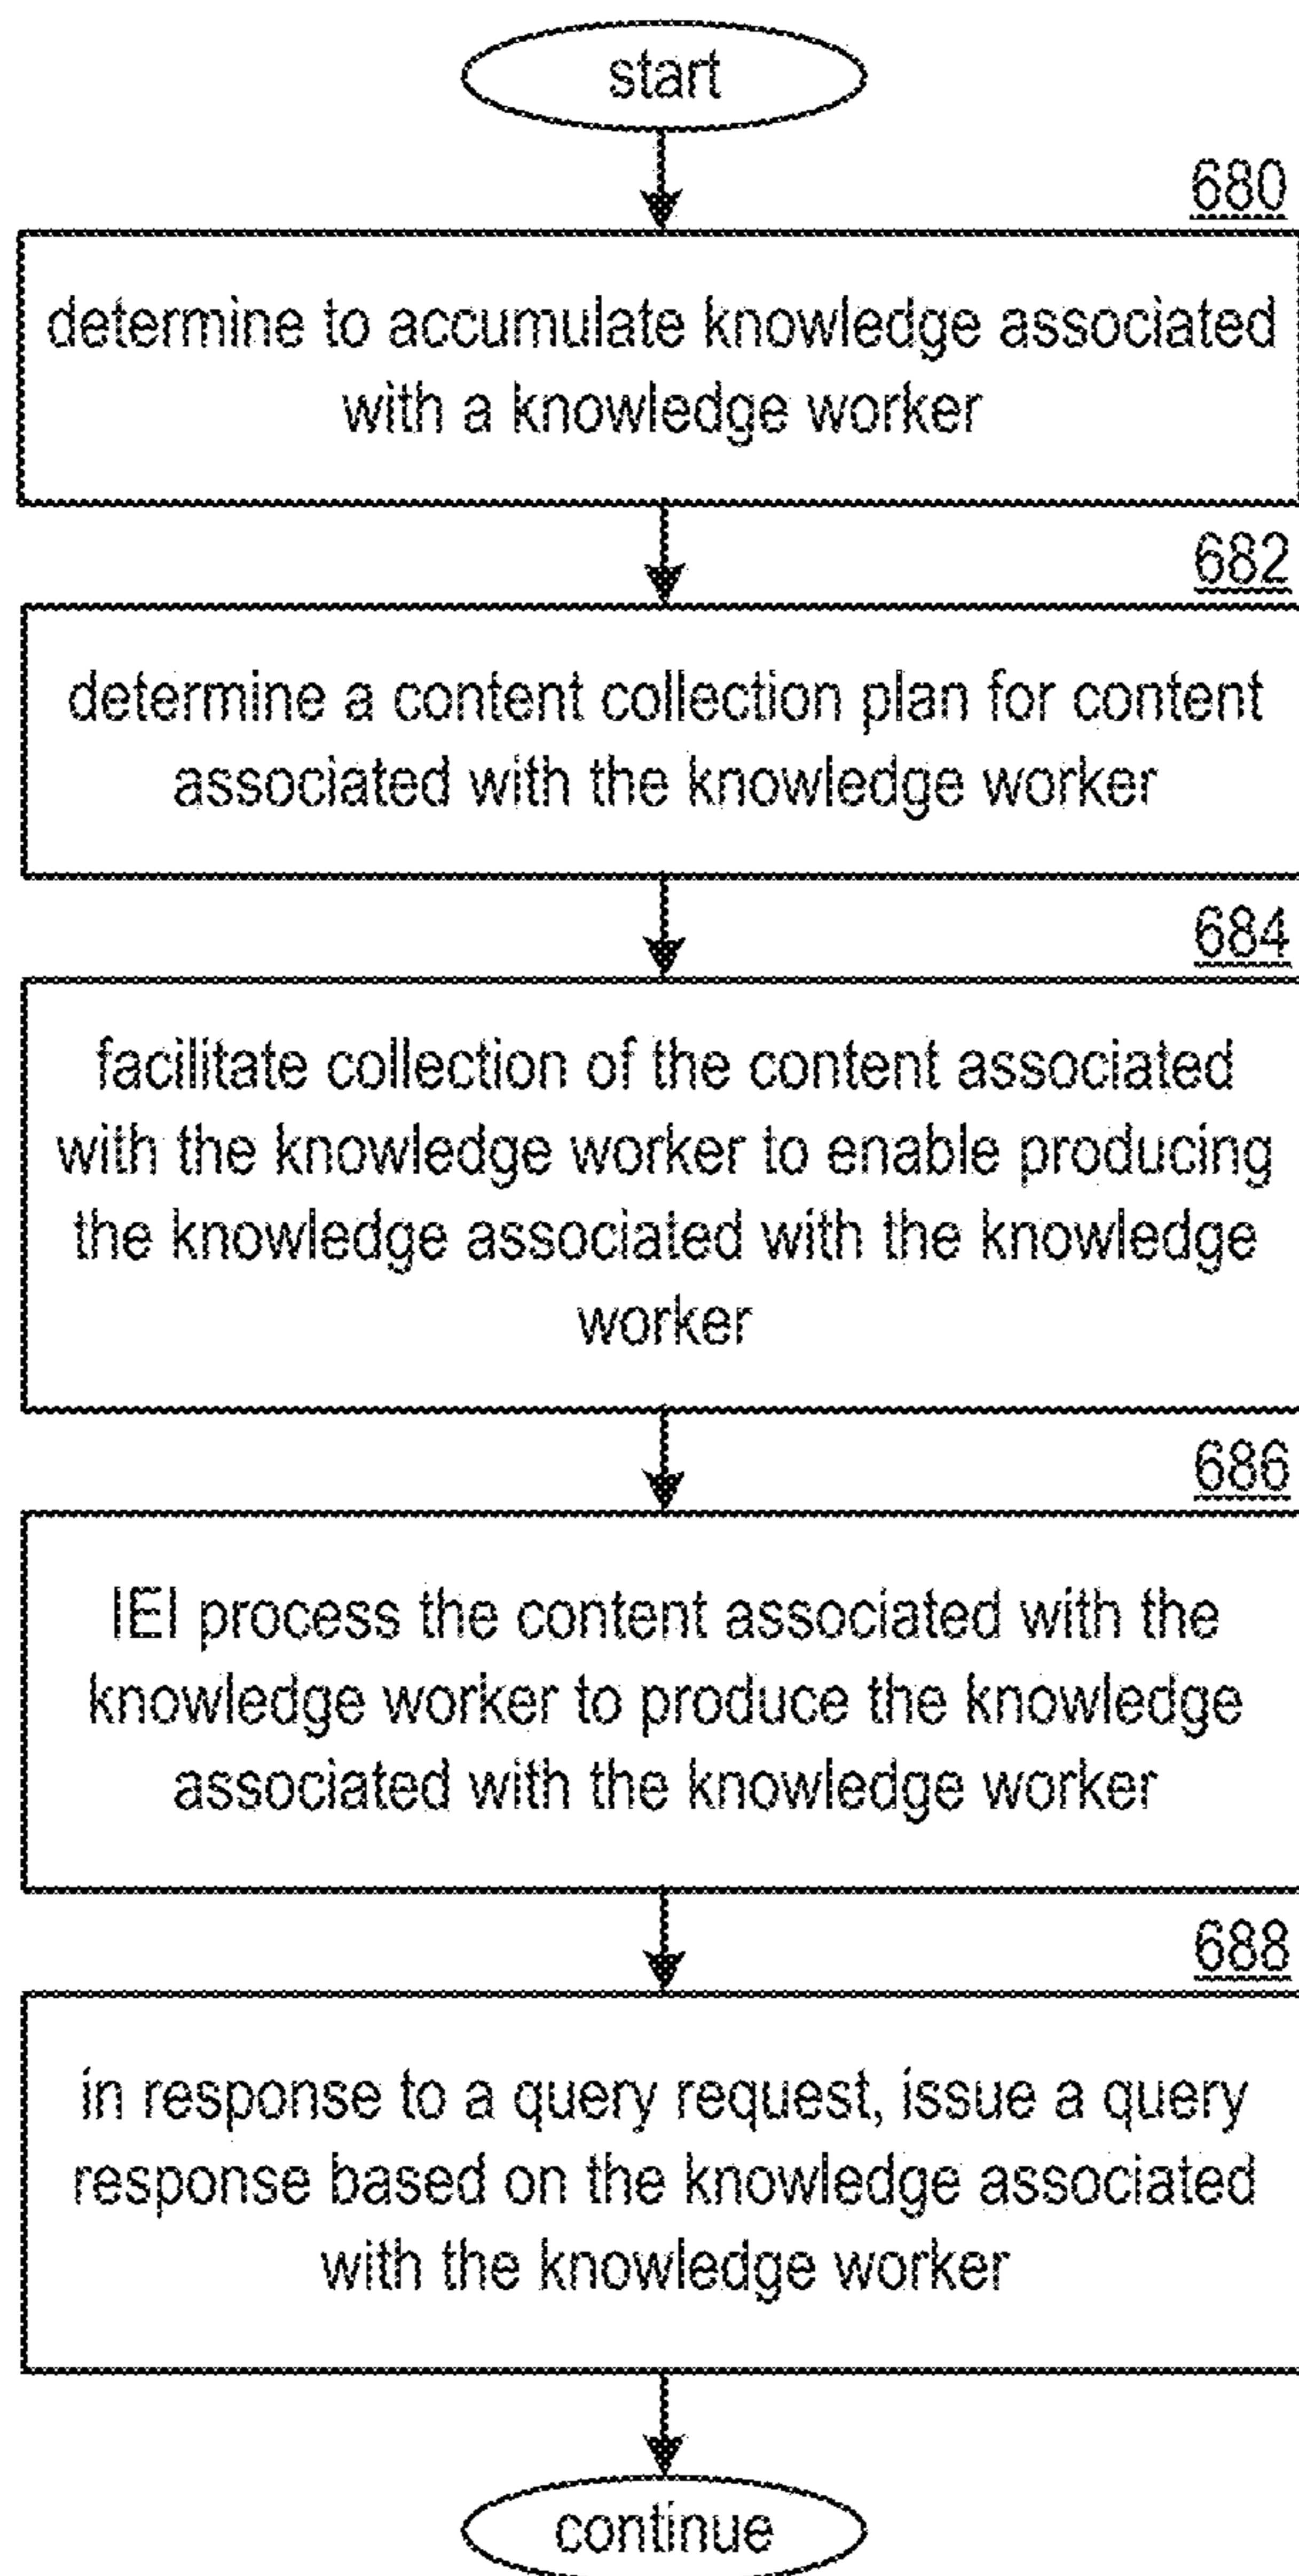 start
680
determine to accumulate knowledge associated
with a knowledge worker
682
determine a content collection plan for content
associated with the knowledge worker
684
facilitate collection of the content associated
with the knowledge worker to enable producing
the knowledge associated with the knowledge
worker
686
IEI process the content associated with the
knowledge worker to produce the knowledge
associated with the knowledge worker
688
in response to a query request, issue a query
response based on the knowledge associated
with the knowledge worker
continue